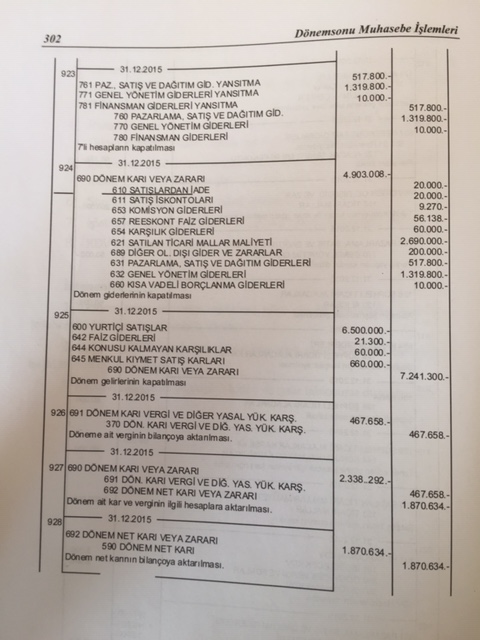 302 Dönemsonu Muhasebe İşlemleri
923 31.12.2015
761 PAZ., SATIŞ VE DAĞITIM GİD. YANSITMA 517.800.-
771 GENEL YÖNETİM GİDERLERİ YANSITMA 1.319.800.-
781 FİNANSMAN GİDERLERİ YANSITMA 10.000.-
760 PAZARLAMA, SATIŞ VE DAĞITIM GİD. 517.800.-
770 GENEL YÖNETİM GİDERLERİ 1.319.800.-
780 FİNANSMAN GİDERLERİ 10.000.-
7'li hesapların kapatılması
924 31.12.2015
690 DÖNEM KARI VEYA ZARARI 4.903.008.-
610 SATIŞLARDAN İADE 20.000.-
611 SATIŞ İSKONTOLARI 20.000.-
653 KOMİSYON GİDERLERİ 9.270.-
657 REESKONT FAİZ GİDERLERİ 56.138.-
654 KARŞILIK GİDERLERİ 60.000.-
621 SATILAN TİCARİ MALLAR MALİYETİ 2.690.000.-
689 DİĞER OL. DIŞI GİDER VE ZARARLAR 200.000.-
631 PAZARLAMA, SATIŞ VE DAĞITIM GİDERLERİ 517.800.-
632 GENEL YÖNETİM GİDERLERİ 1.319.800.-
660 KISA VADELİ BORÇLANMA GİDERLERİ 10.000.-
Dönem giderlerinin kapatılması
925 31.12.2015
600 YURTİÇİ SATIŞLAR 6.500.000.-
642 FAİZ GİDERLERİ 21.300.-
644 KONUSU KALMAYAN KARŞILIKLAR 60.000.-
645 MENKUL KIYMET SATIŞ KARLARI 660.000.-
690 DÖNEM KARI VEYA ZARARI 7.241.300.-
Dönem gelirlerinin kapatılması
31.12.2015
926 691 DÖNEM KARI VERGİ VE DİĞER YASAL YÜK. KARŞ. 467.658.-
370 DÖN. KARI VERGİ VE DİĞ. YAS. YÜK. KARŞ. 467.658.-
Döneme ait verginin bilançoya aktarılması.
31.12.2015
927 690 DÖNEM KARI VEYA ZARARI 2.338..292.-
691 DÖN. KARI VERGİ VE DİĞ. YAS. YÜK. KARŞ. 467.658.-
692 DÖNEM NET KARI VEYA ZARARI 1.870.634.-
Dönem ait kar ve verginin ilgili hesaplara aktarılması.
928 31.12.2015
692 DÖNEM NET KARI VEYA ZARARI 1.870.634.-
590 DÖNEM NET KARI 1.870.634.-
Dönem net karının bilançoya aktarılması.